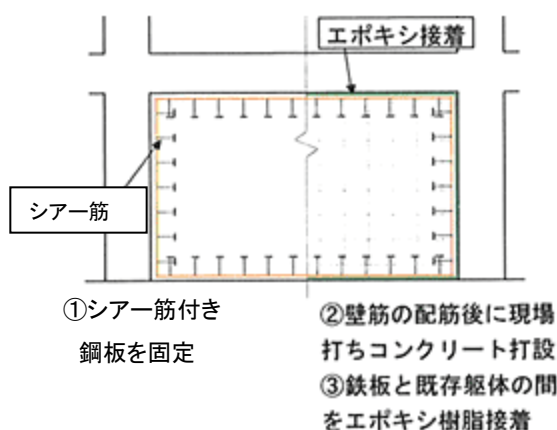 エポキシ接着
シアー筋
①シアー筋付き
鋼板を固定
②壁筋の配筋後に現場
打ちコンクリート打設
③鉄板と既存躯体の間
をエポキシ樹脂接着